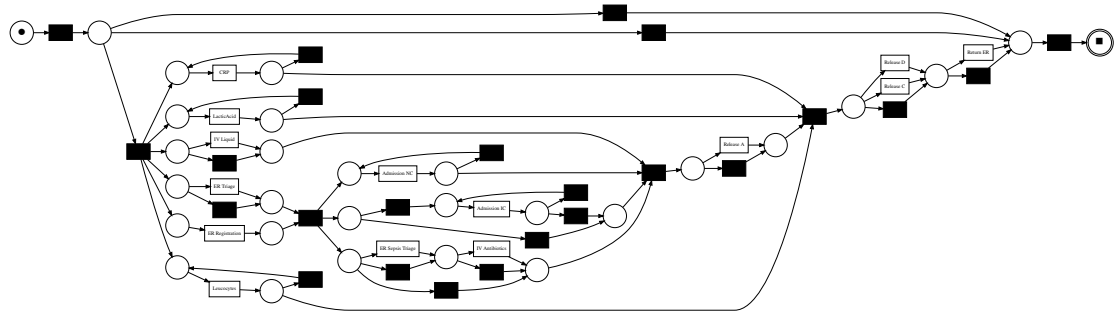 Return ER
Release D
CRP
Release C
LacticAcid
IV Liquid
Release A
Admission NC
ER Triage
Admission IC
ER Registration
ER Sepsis Triage
IV Antibiotics
Leucocytes